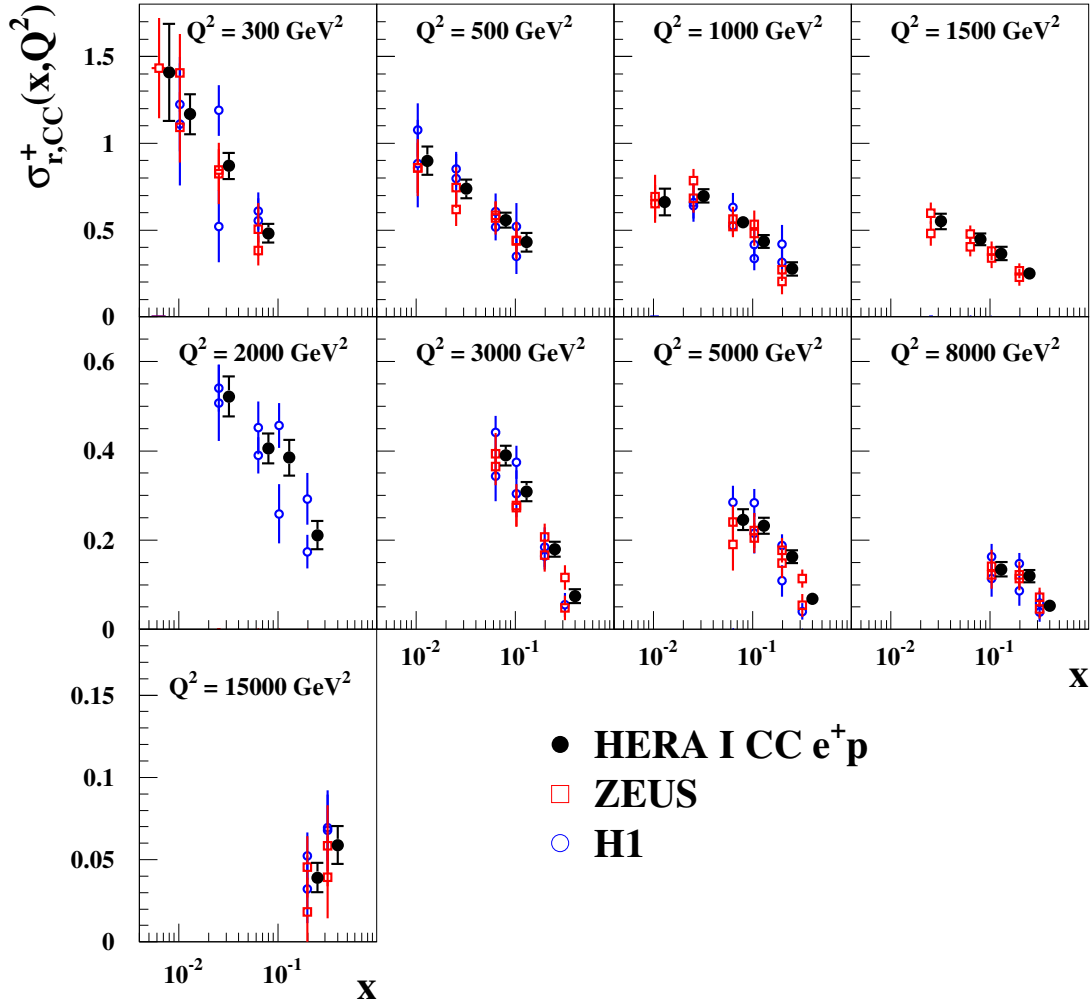 σ⁺r,CC(x,Q²)
Q² = 300 GeV²
Q² = 500 GeV²
Q² = 1000 GeV²
Q² = 1500 GeV²
1.5
1
0.5
0
Q² = 2000 GeV²
Q² = 3000 GeV²
Q² = 5000 GeV²
Q² = 8000 GeV²
0.6
0.4
0.2
0
10⁻² 10⁻¹ 10⁻² 10⁻¹ 10⁻² 10⁻¹
x
Q² = 15000 GeV²
0.15
0.1
0.05
0
10⁻² 10⁻¹
x
HERA I CC e⁺p
ZEUS
H1